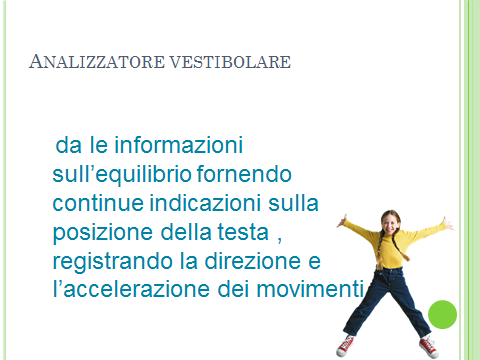 ANALIZZATORE VESTIBOLARE
da le informazioni
sull’equilibrio fornendo
continue indicazioni sulla
posizione della testa ,
registrando la direzione e
l’accelerazione dei movimenti